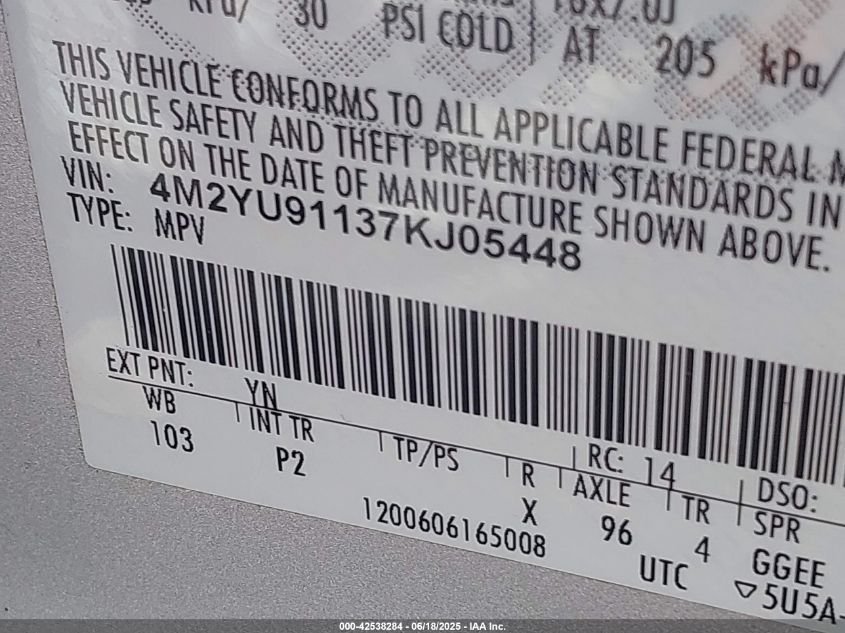 kPa/ 30 PSI COLD AT 205 kPa/
THIS VEHICLE CONFORMS TO ALL APPLICABLE FEDERAL
VEHICLE SAFETY AND THEFT PREVENTION STANDARDS IN
EFFECT ON THE DATE OF MANUFACTURE SHOWN ABOVE.
VIN: 4M2YU91137KJ05448
TYPE: MPV
EXT PNT: YN RC: 14 DSO:
WB INT TR TP/PS R AXLE TR SPR
103 P2 X 96 4 GGEE
1200606165008 UTC ▽5U5A-
000-42538284 - 06/18/2025 - IAA Inc.